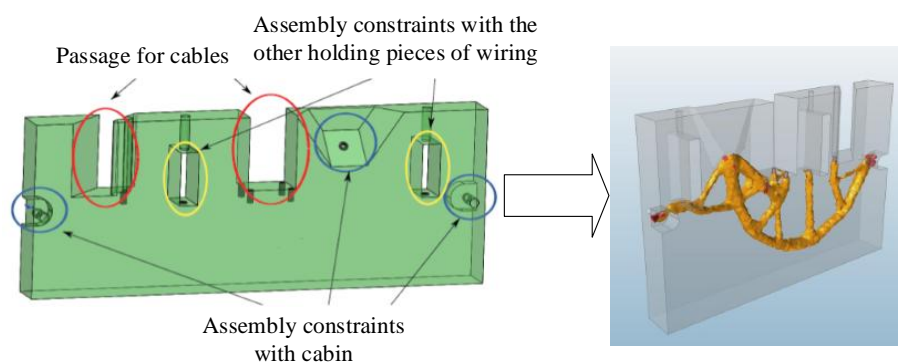 Assembly constraints with the
other holding pieces of wiring
Passage for cables
Assembly constraints
with cabin